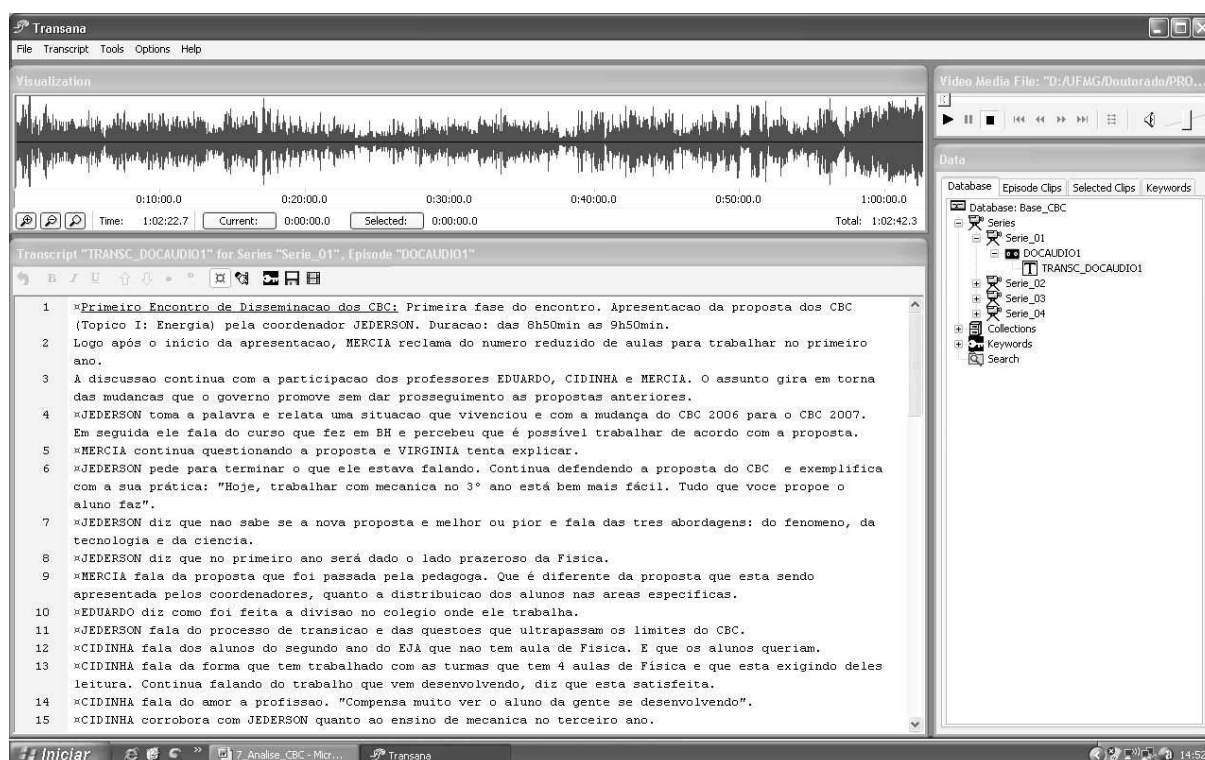 Transana
File Transcript Tools Options Help
Visualization
0:10:00.0 0:20:00.0 0:30:00.0 0:40:00.0 0:50:00.0 1:00:00.0
Time: 1:02:22.7 Current: 0:00:00.0 Selected: 0:00:00.0 Total: 1:02:42.3
Transcript "TRANSC_DOCAUDIO1" for Series "Serie_01", Episode "DOCAUDIO1"
B I U
1 ¤Primeiro Encontro de Disseminacao dos CBC: Primeira fase do encontro. Apresentacao da proposta dos CBC
(Topico I: Energia) pela coordenador JEDERSON. Duracao: das 8h50min as 9h50min.
2 Logo após o inicio da apresentacao, MERCIA reclama do numero reduzido de aulas para trabalhar no primeiro
ano.
3 A discussao continua com a participacao dos professores EDUARDO, CIDINHA e MERCIA. O assunto gira em torno
das mudancas que o governo promove sem dar prosseguimento as propostas anteriores.
4 ¤JEDERSON toma a palavra e relata uma situacao que vivenciou e com a mudança do CBC 2006 para o CBC 2007.
Em seguida ele fala do curso que fez em BH e percebeu que é possível trabalhar de acordo com a proposta.
5 ¤MERCIA continua questionando a proposta e VIRGINIA tenta explicar.
6 ¤JEDERSON pede para terminar o que ele estava falando. Continua defendendo a proposta do CBC e exemplifica
com a sua prática: "Hoje, trabalhar com mecanica no 3° ano está bem mais fácil. Tudo que voce propoe o
aluno faz".
7 ¤JEDERSON diz que nao sabe se a nova proposta e melhor ou pior e fala das tres abordagens: do fenomeno, da
tecnologia e da ciencia.
8 ¤JEDERSON diz que no primeiro ano será dado o lado prazeroso da Fisica.
9 ¤MERCIA fala da proposta que foi passada pela pedagoga. Que é diferente da proposta que esta sendo
apresentada pelos coordenadores, quanto a distribuicao dos alunos nas areas especificas.
10 ¤EDUARDO diz como foi feita a divisao no colegio onde ele trabalha.
11 ¤JEDERSON fala do processo de transicao e das questoes que ultrapassam os limites do CBC.
12 ¤CIDINHA fala dos alunos do segundo ano do EJA que nao tem aula de Fisica. E que os alunos queriam.
13 ¤CIDINHA fala da forma que tem trabalhado com as turmas que tem 4 aulas de Física e que esta exigindo deles
leitura. Continua falando do trabalho que vem desenvolvendo, diz que esta satisfeita.
14 ¤CIDINHA fala do amor a profissao. "Compensa muito ver o aluno da gente se desenvolvendo".
15 ¤CIDINHA corrobora com JEDERSON quanto ao ensino de mecanica no terceiro ano.
Video Media File: "D:/UFMG/Doutorado/PRO...
Data
Database Episode Clips Selected Clips Keywords
Database: Base_CBC
Series
Serie_01
DOCAUDIO1
TRANSC_DOCAUDIO1
Serie_02
Serie_03
Serie_04
Collections
Keywords
Search
Iniciar 7_Analise_CBC - Micr... Transana 14:52